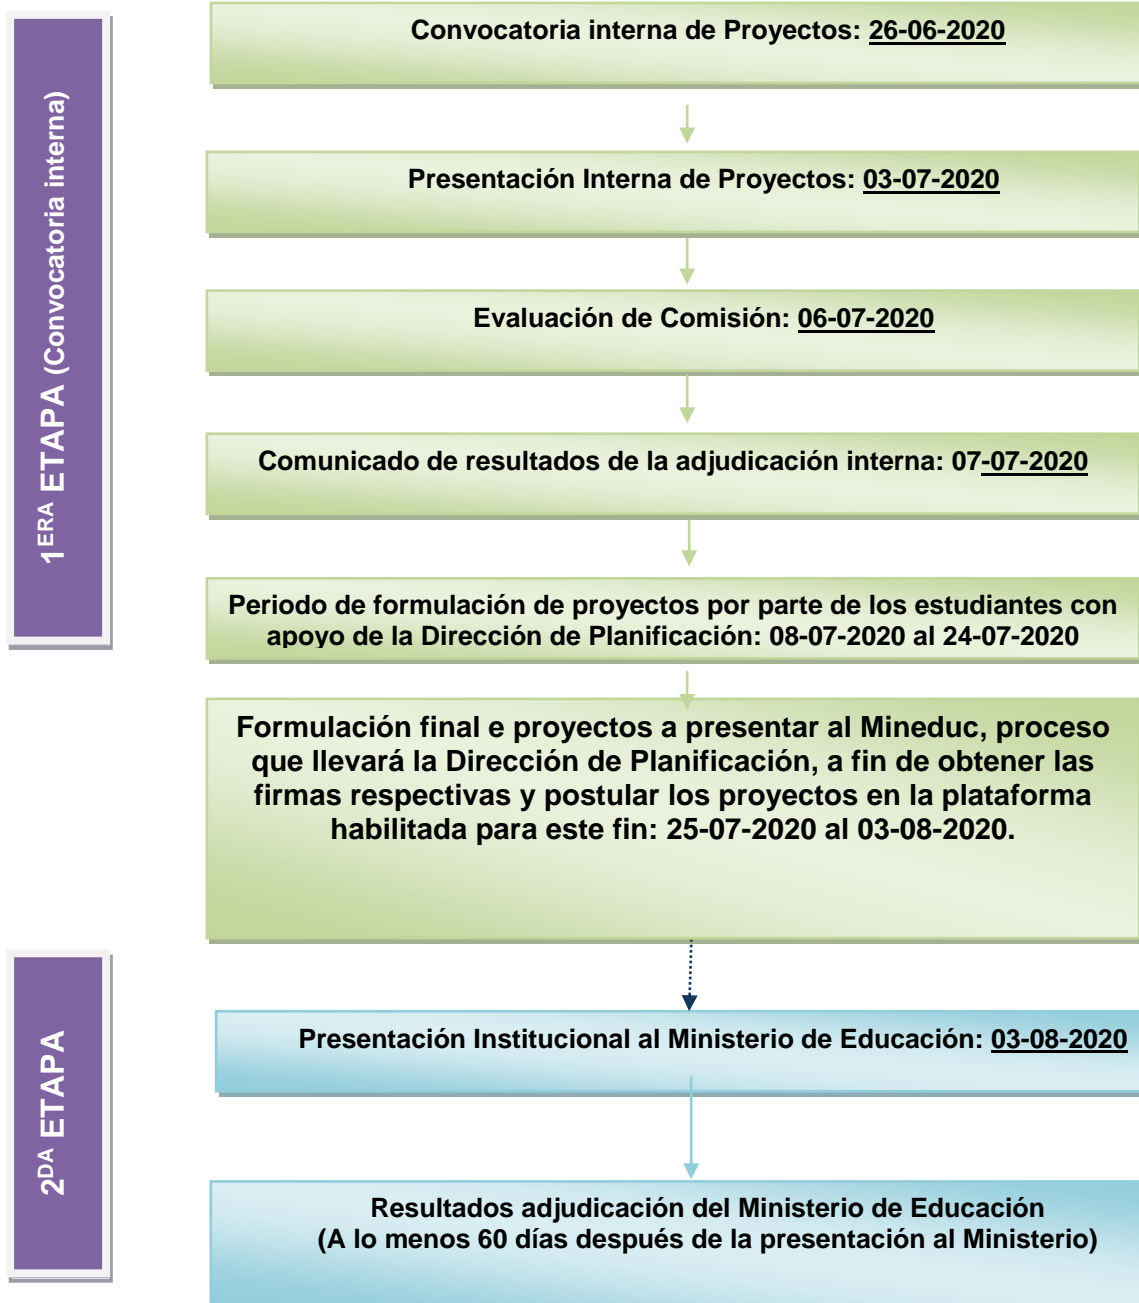 1ERA ETAPA (Convocatoria interna)
Convocatoria interna de Proyectos: 26-06-2020
Presentación Interna de Proyectos: 03-07-2020
Evaluación de Comisión: 06-07-2020
Comunicado de resultados de la adjudicación interna: 07-07-2020
Periodo de formulación de proyectos por parte de los estudiantes con
apoyo de la Dirección de Planificación: 08-07-2020 al 24-07-2020
Formulación final e proyectos a presentar al Mineduc, proceso
que llevará la Dirección de Planificación, a fin de obtener las
firmas respectivas y postular los proyectos en la plataforma
habilitada para este fin: 25-07-2020 al 03-08-2020.
2DA ETAPA
Presentación Institucional al Ministerio de Educación: 03-08-2020
Resultados adjudicación del Ministerio de Educación
(A lo menos 60 días después de la presentación al Ministerio)